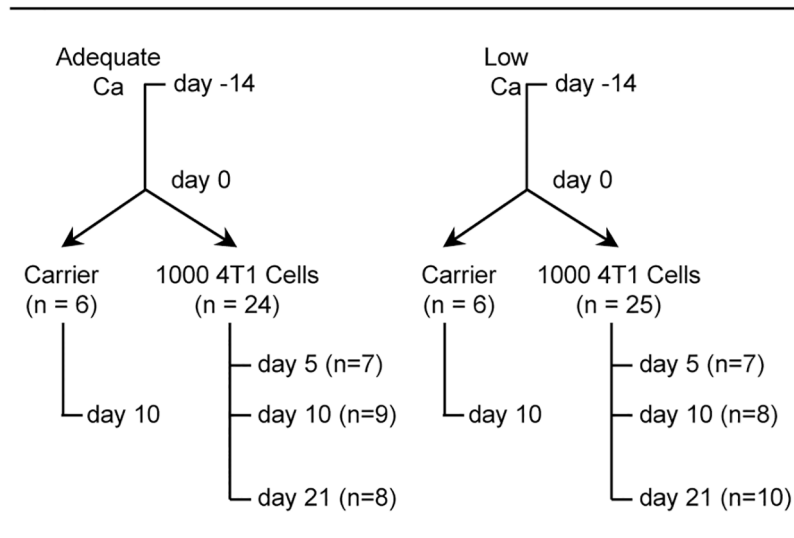 Adequate
Ca
day -14
day 0
Carrier
(n = 6)
1000 4T1 Cells
(n = 24)
day 5 (n=7)
day 10
day 10 (n=9)
day 21 (n=8)
Low
Ca
day -14
day 0
Carrier
(n = 6)
1000 4T1 Cells
(n = 25)
day 5 (n=7)
day 10
day 10 (n=8)
day 21 (n=10)